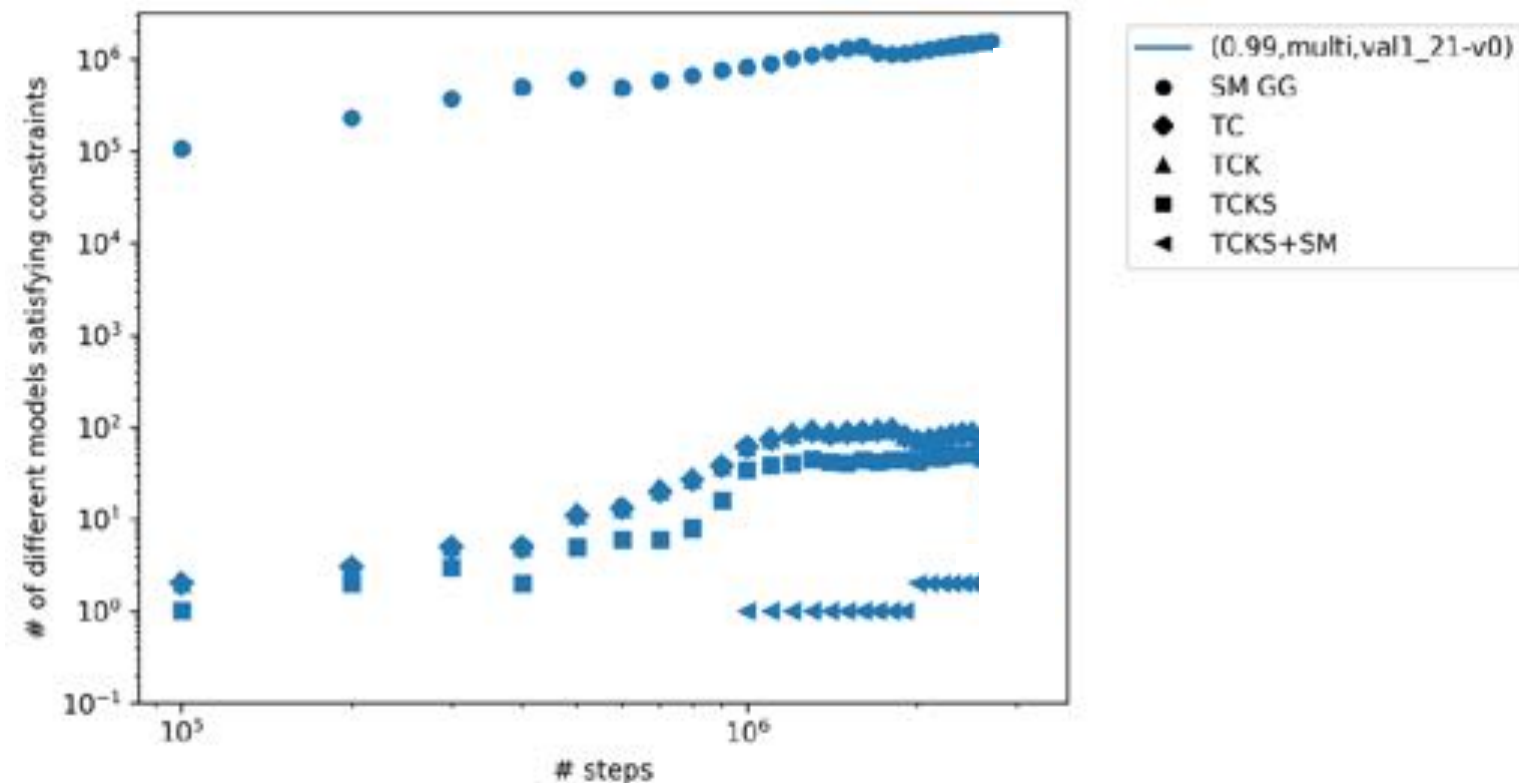 # of different models satisfying constraints
10⁶
10⁵
10⁴
10³
10²
10¹
10⁰
10⁻¹
10⁵
10⁶
# steps
(0.99,multi,val1_21-v0)
SM GG
TC
TCK
TCKS
TCKS+SM